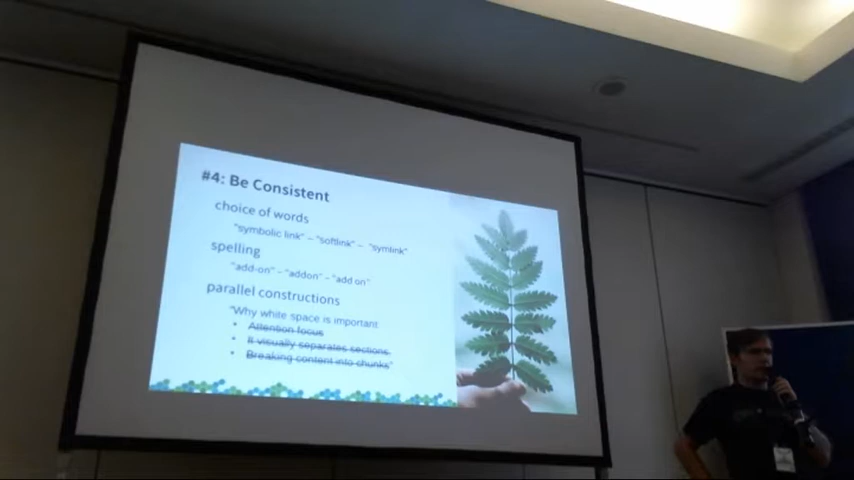 #4: Be Consistent
choice of words
"symbolic link" – "softlink" – "symlink"
spelling
"add-on" – "addon" – "add on"
parallel constructions
"Why white space is important
• Attention focus
• It visually separates sections.
• Breaking content into chunks"